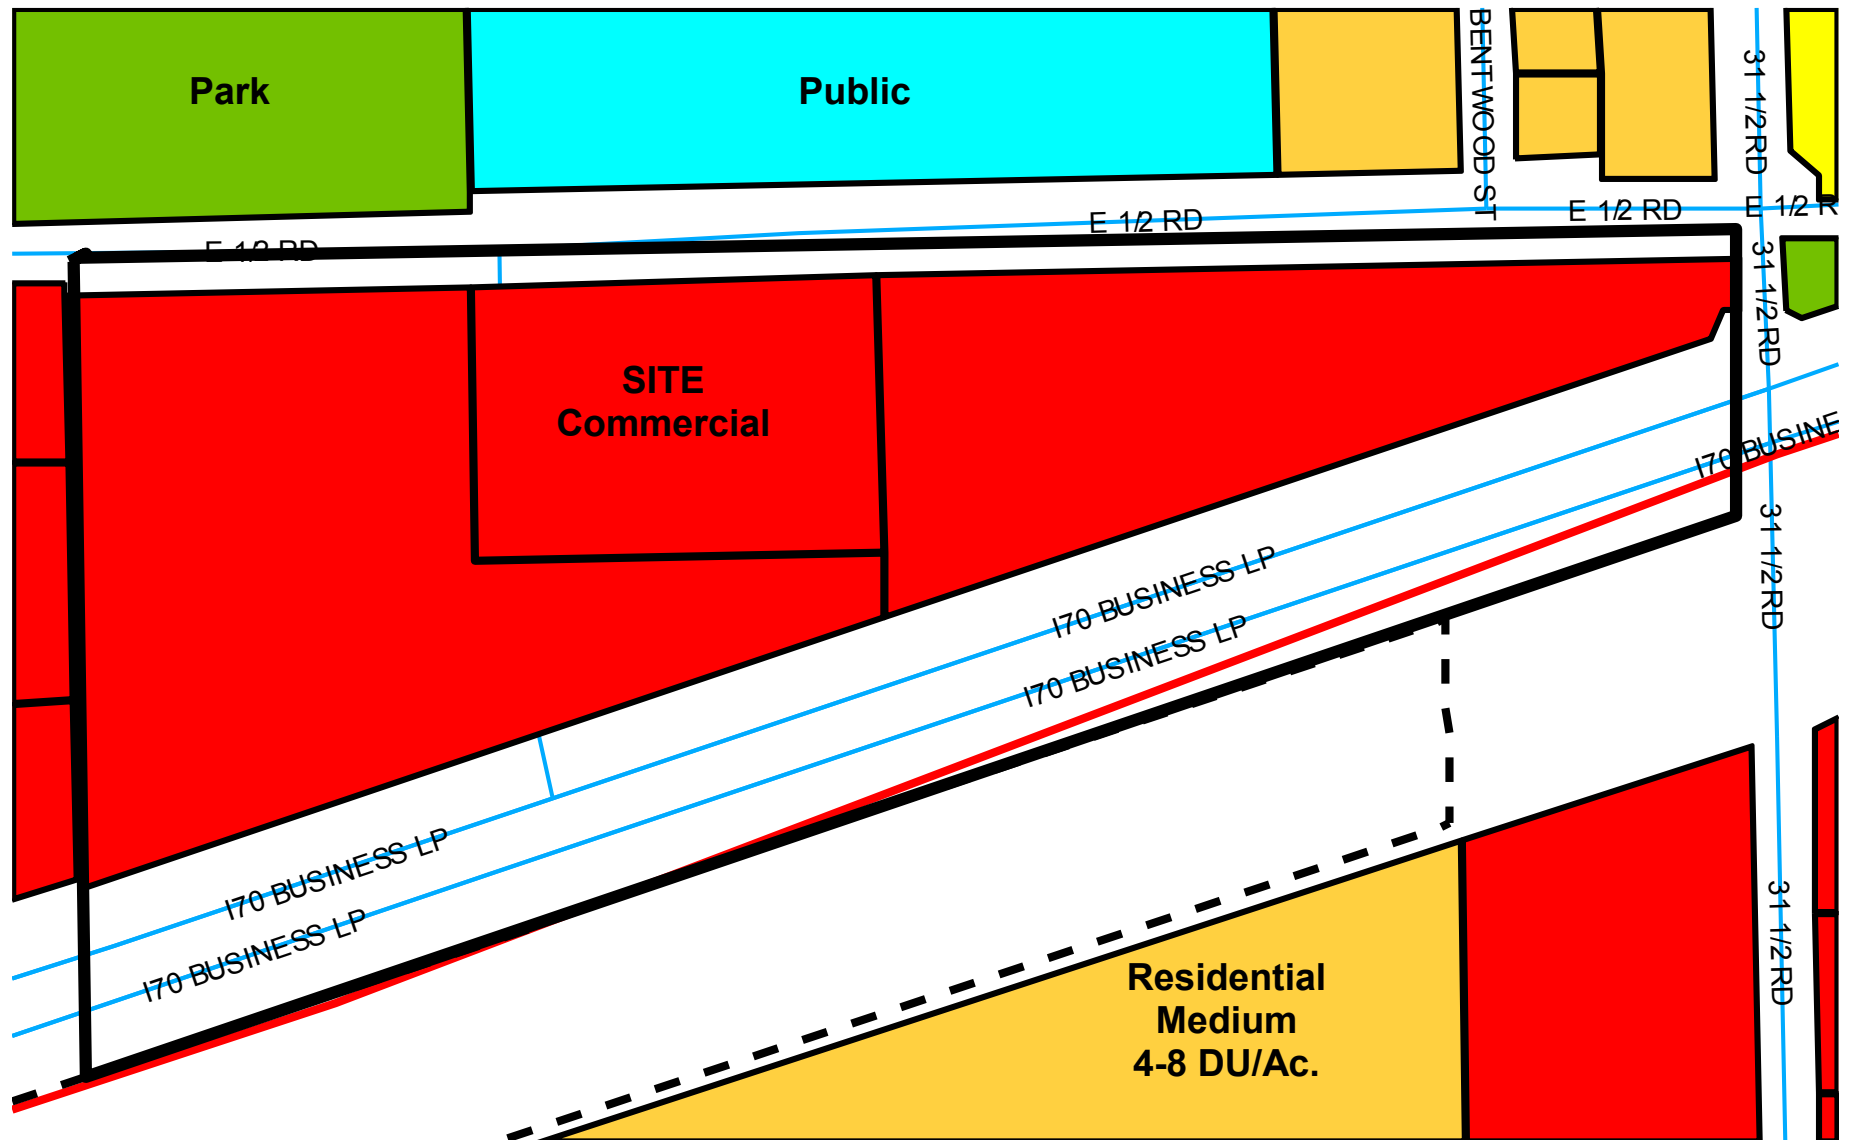 Park
Public
BENTWOOD ST
31 1/2 RD
E 1/2 RD
E 1/2 RD
E 1/2 R
E 1/2 RD
31 1/2 RD
SITE
Commercial
I70 BUSINE
31 1/2 RD
I70 BUSINESS LP
I70 BUSINESS LP
I70 BUSINESS LP
I70 BUSINESS LP
31 1/2 RD
Residential
Medium
4-8 DU/Ac.